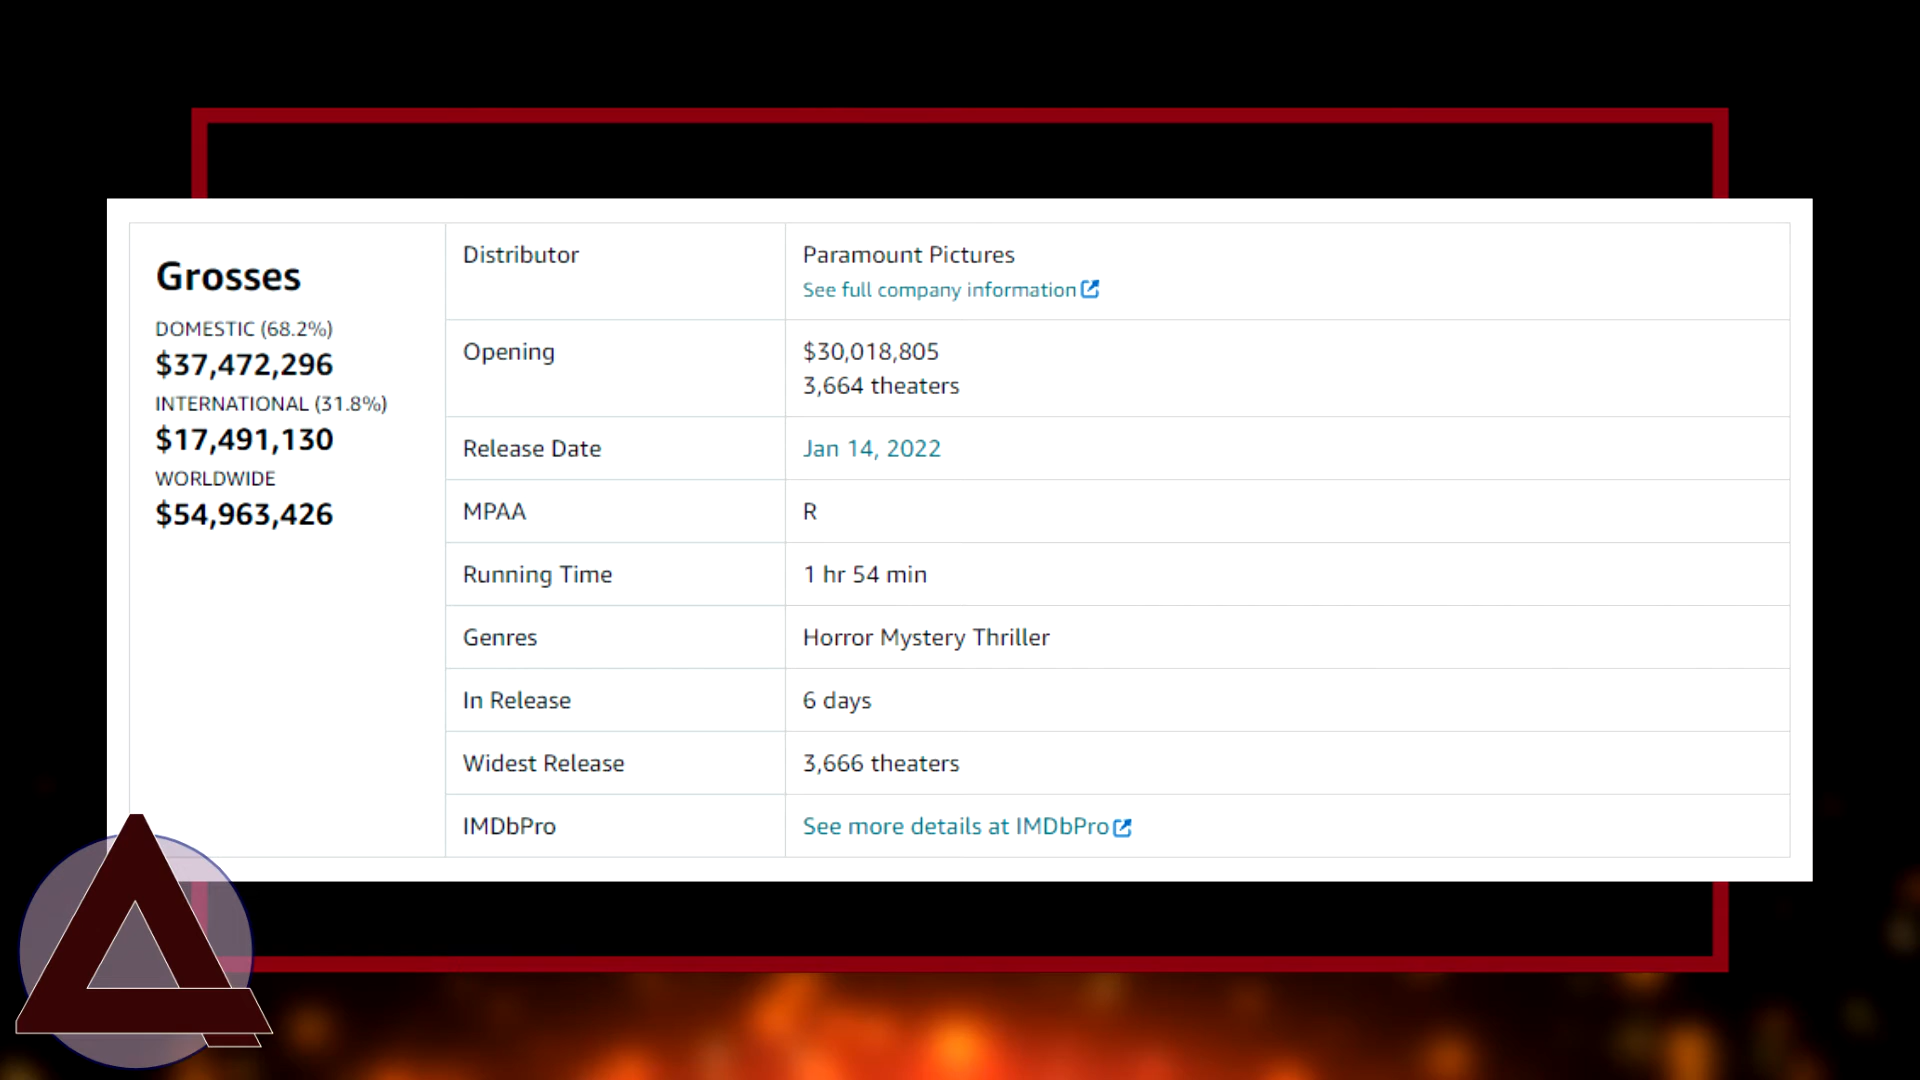 Grosses
DOMESTIC (68.2%)
$37,472,296
INTERNATIONAL (31.8%)
$17,491,130
WORLDWIDE
$54,963,426
Distributor
Paramount Pictures
See full company information
Opening
$30,018,805
3,664 theaters
Release Date
Jan 14, 2022
MPAA
R
Running Time
1 hr 54 min
Genres
Horror Mystery Thriller
In Release
6 days
Widest Release
3,666 theaters
IMDbPro
See more details at IMDbPro